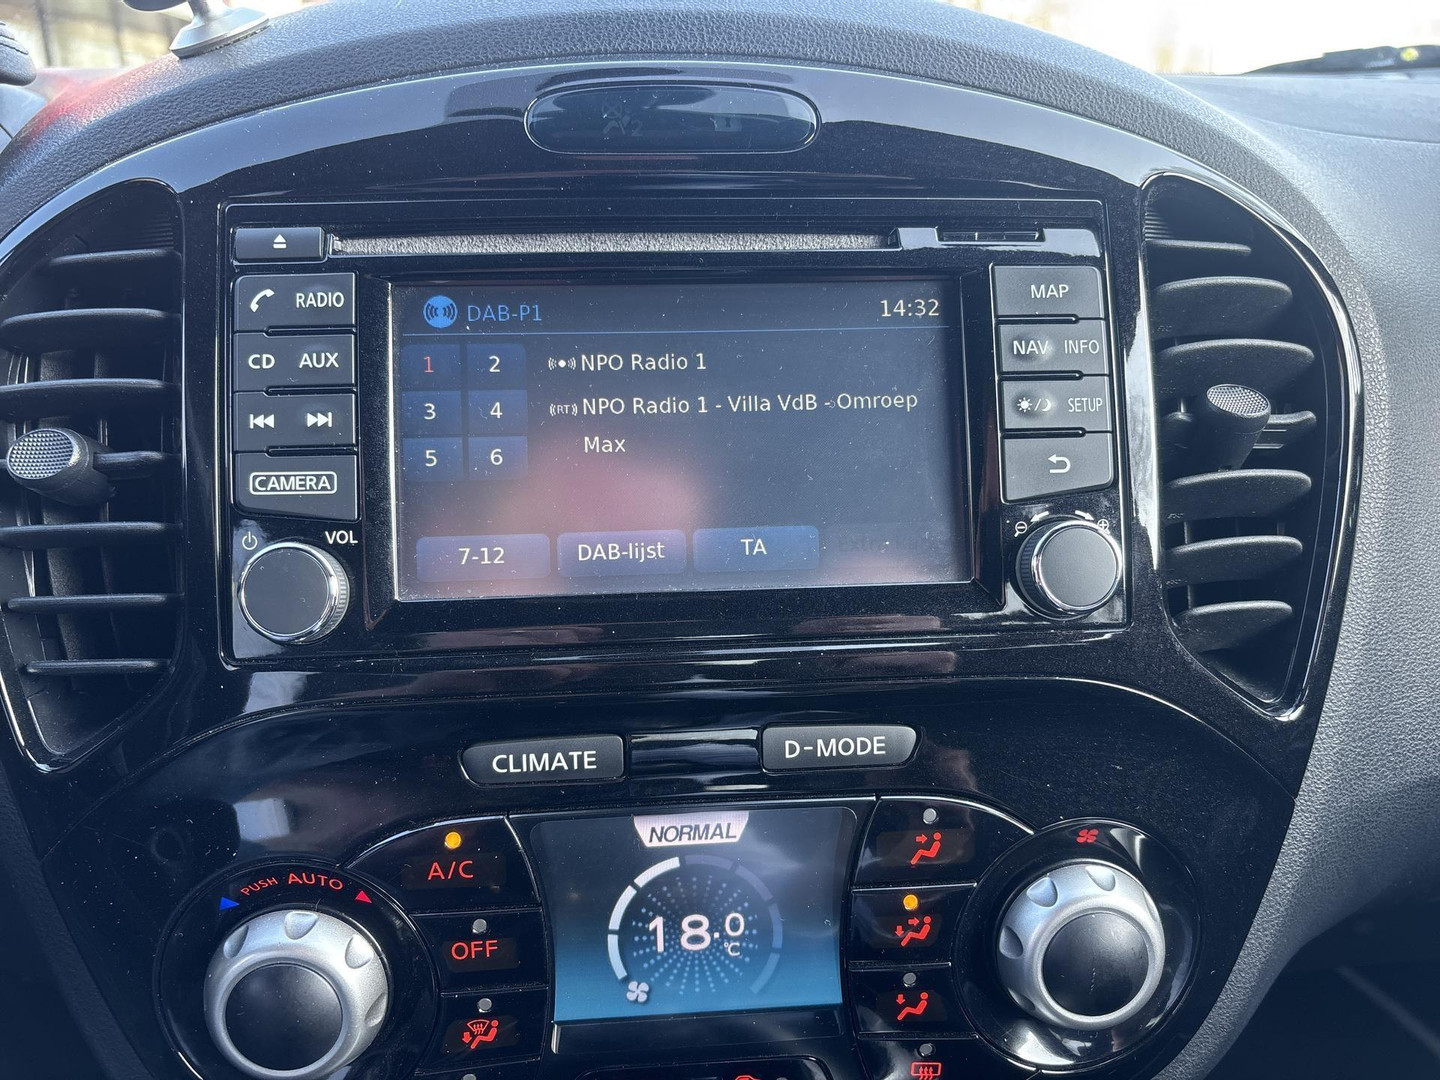 RADIO
CD AUX
CAMERA
VOL
DAB-P1 14:32
1 2 NPO Radio 1
3 4 (RT) NPO Radio 1 - Villa VdB - Omroep
Max
5 6
7-12 DAB-lijst TA
MAP
NAV INFO
SETUP
CLIMATE D-MODE
NORMAL
18.0
°C
A/C
PUSH AUTO
OFF